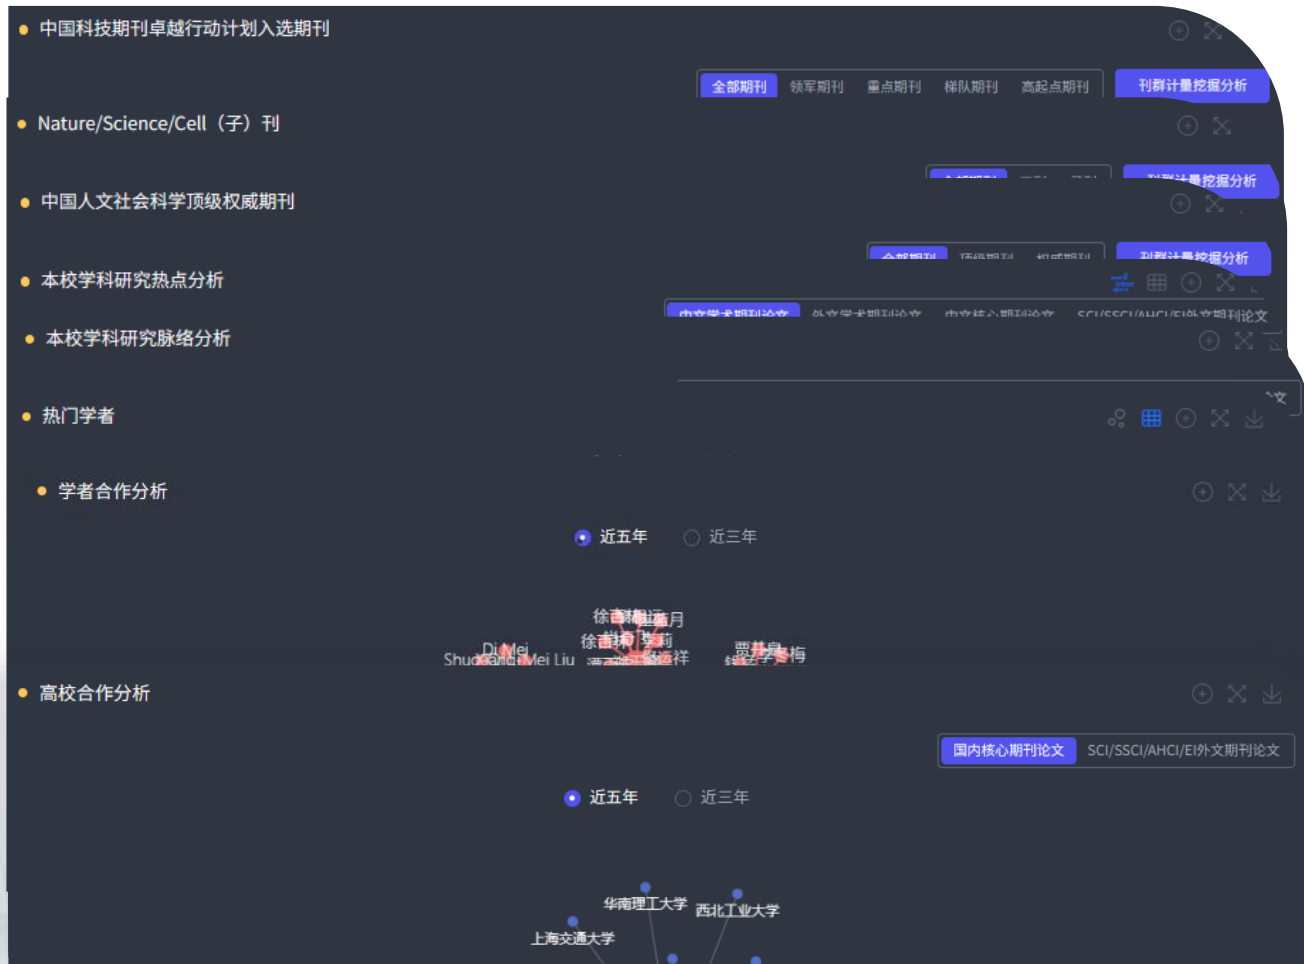 中国科技期刊卓越行动计划入选期刊
全部期刊 领军期刊 重点期刊 梯队期刊 高起点期刊 刊群计量挖掘分析
Nature/Science/Cell（子）刊
全部期刊 刊群计量挖掘分析
中国人文社会科学顶级权威期刊
全部期刊 顶级期刊 权威期刊 刊群计量挖掘分析
本校学科研究热点分析
中文学术期刊论文 外文学术期刊论文 中文核心期刊论文 SCI/SSCI/AHCI/EI外文期刊论文
本校学科研究脉络分析
文
热门学者
学者合作分析
近五年 近三年
Di Mei
Mei Liu
高校合作分析
国内核心期刊论文 SCI/SSCI/AHCI/EI外文期刊论文
近五年 近三年
华南理工大学
西北工业大学
上海交通大学